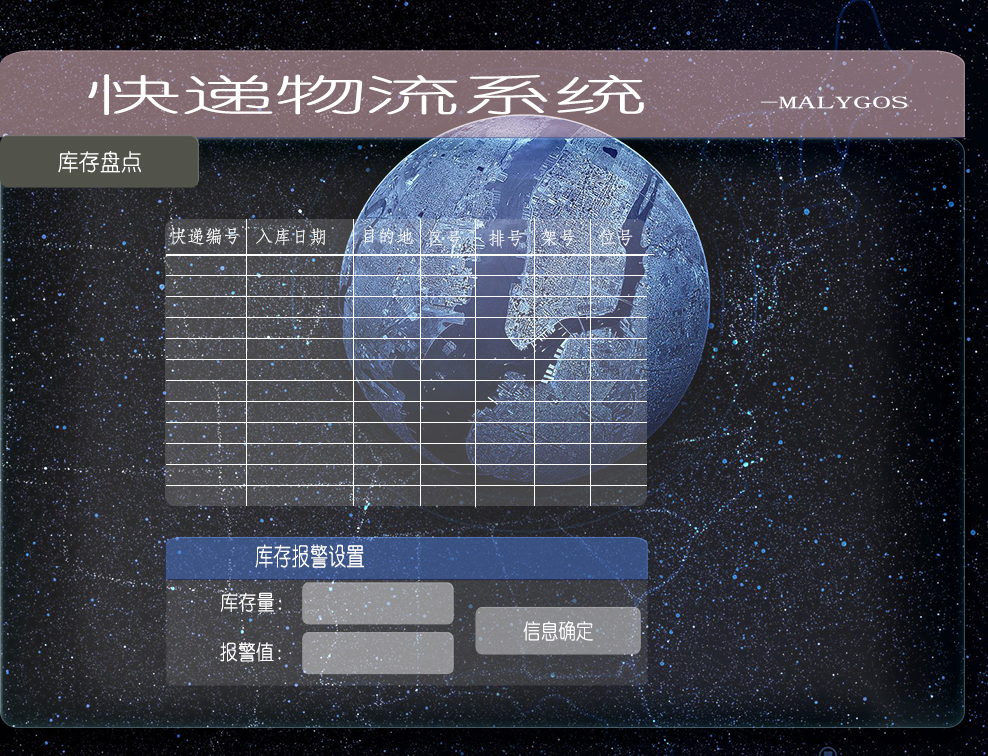 快递物流系统 —MALYGOS
库存盘点
快递编号 入库日期 目的地 区号 排号 架号 位号
库存报警设置
库存量：
报警值：
信息确定